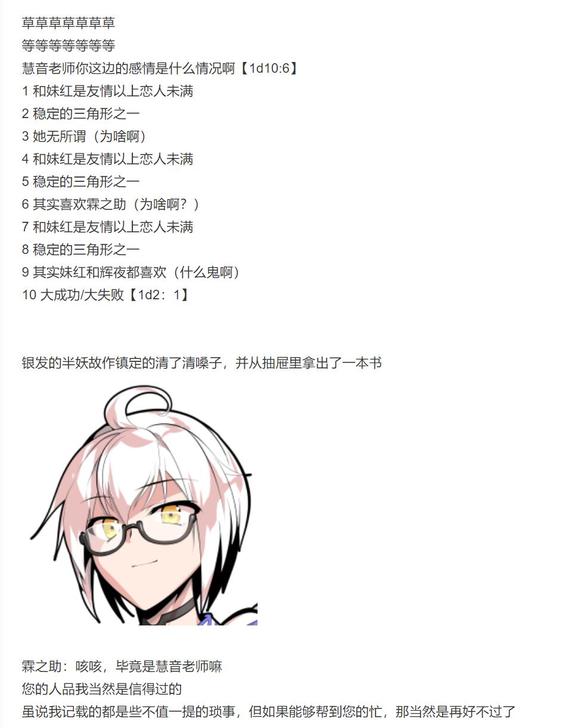 草草草草草草草
等等等等等等等
慧音老师你这边的感情是什么情况啊【1d10:6】
1 和妹红是友情以上恋人未满
2 稳定的三角形之一
3 她无所谓（为啥啊）
4 和妹红是友情以上恋人未满
5 稳定的三角形之一
6 其实喜欢霖之助（为啥啊？）
7 和妹红是友情以上恋人未满
8 稳定的三角形之一
9 其实妹红和辉夜都喜欢（什么鬼啊）
10 大成功/大失败【1d2：1】
银发的半妖故作镇定的清了清嗓子，并从抽屉里拿出了一本书
霖之助：咳咳，毕竟是慧音老师嘛
您的人品我当然是信得过的
虽说我记载的都是些不值一提的琐事，但如果能够帮到您的忙，那当然是再好不过了